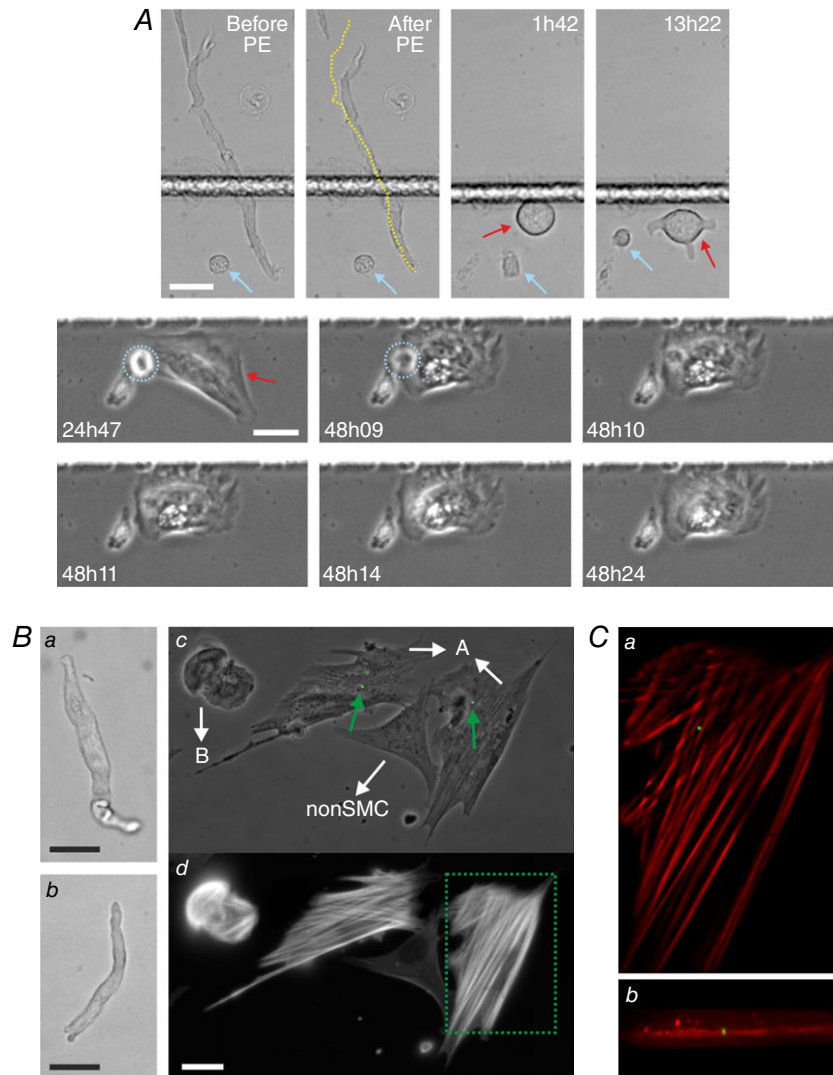 A
Before
PE
After
PE
1h42
13h22
24h47
48h09
48h10
48h11
48h14
48h24
B
a
b
c
A
B
nonSMC
d
C
a
b